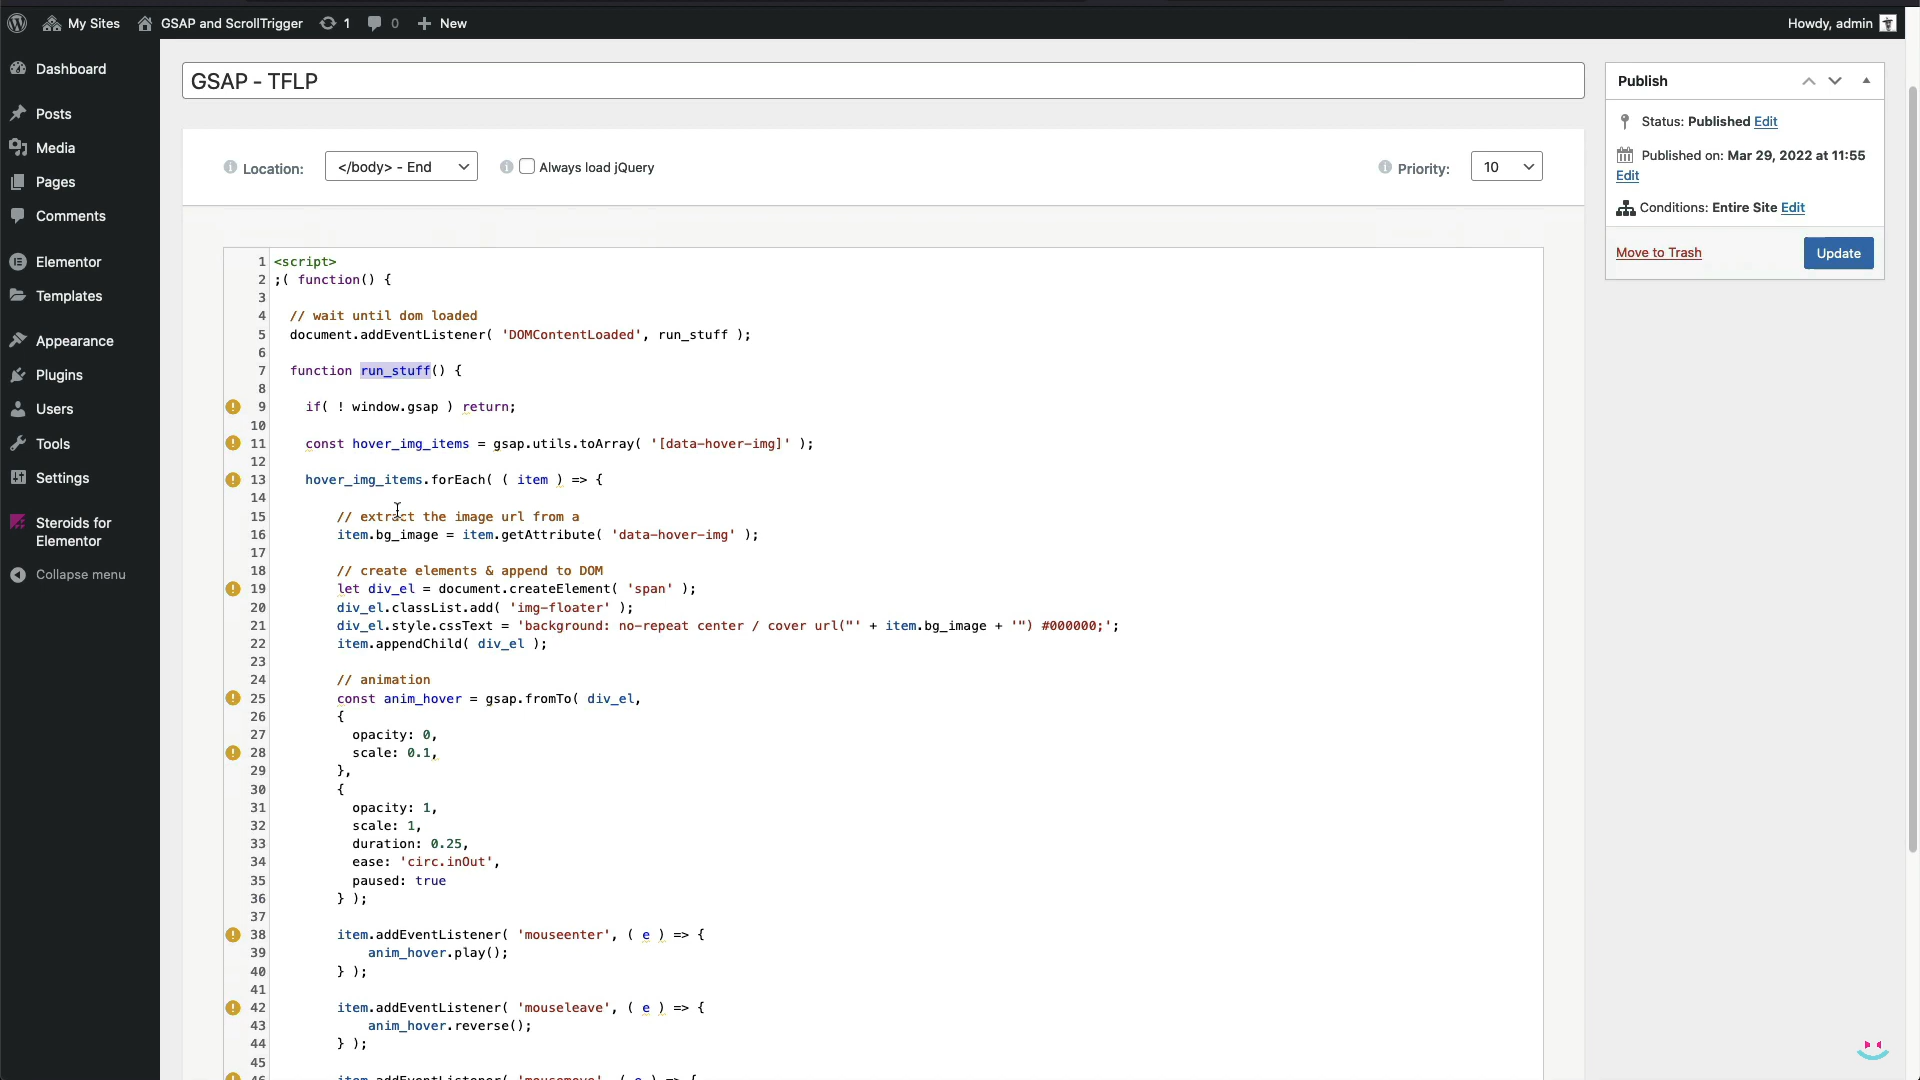 My Sites
GSAP and ScrollTrigger
1
0
New
Howdy, admin
Dashboard
Posts
Media
Pages
Comments
Elementor
Templates
Appearance
Plugins
Users
Tools
Settings
Steroids for
Elementor
Collapse menu
GSAP - TFLP
Location:
</body> - End
Always load jQuery
Priority:
10
1 <script>
2 ;( function() {
3
4 // wait until dom loaded
5 document.addEventListener( 'DOMContentLoaded', run_stuff );
6
7 function run_stuff() {
8
9 if( ! window.gsap ) return;
10
11 const hover_img_items = gsap.utils.toArray( '[data-hover-img]' );
12
13 hover_img_items.forEach( ( item ) => {
14
15 // extract the image url from a
16 item.bg_image = item.getAttribute( 'data-hover-img' );
17
18 // create elements & append to DOM
19 let div_el = document.createElement( 'span' );
20 div_el.classList.add( 'img-floater' );
21 div_el.style.cssText = 'background: no-repeat center / cover url("' + item.bg_image + '") #000000;';
22 item.appendChild( div_el );
23
24 // animation
25 const anim_hover = gsap.fromTo( div_el,
26 {
27 opacity: 0,
28 scale: 0.1,
29 },
30 {
31 opacity: 1,
32 scale: 1,
33 duration: 0.25,
34 ease: 'circ.inOut',
35 paused: true
36 } );
37
38 item.addEventListener( 'mouseenter', ( e ) => {
39 anim_hover.play();
40 } );
41
42 item.addEventListener( 'mouseleave', ( e ) => {
43 anim_hover.reverse();
44 } );
45
46 item.addEventListener( 'mousemove', ( e ) => {
Publish
Status: Published Edit
Published on: Mar 29, 2022 at 11:55
Edit
Conditions: Entire Site Edit
Move to Trash
Update